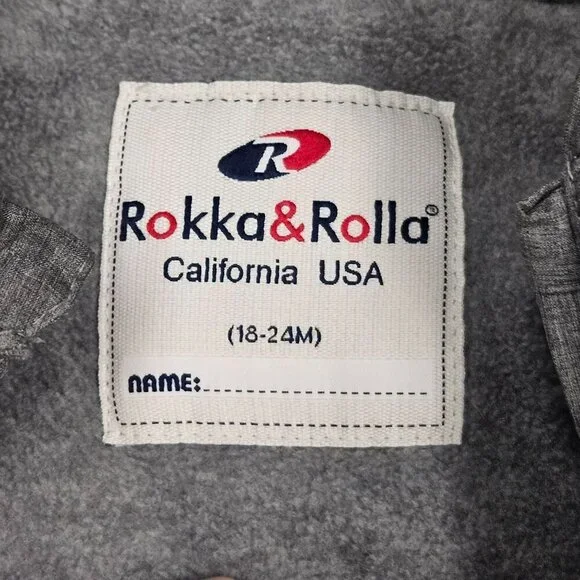 R
Rokka&Rolla®
California USA
(18-24M)
NAME: